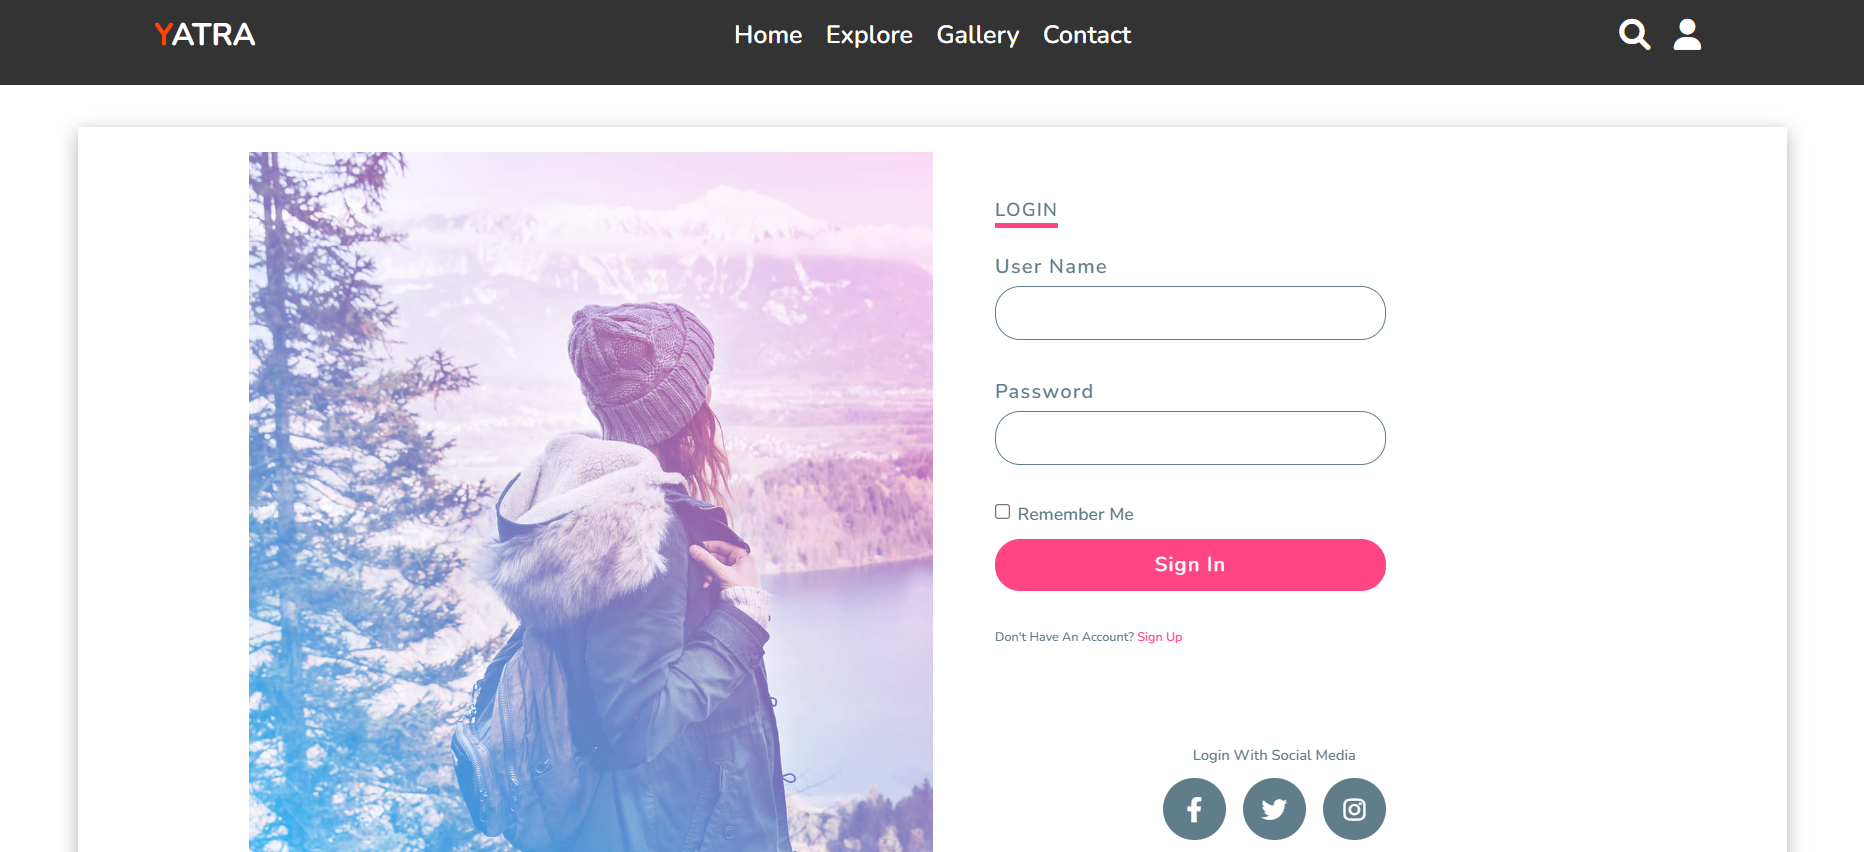 YATRA
Home Explore Gallery Contact
LOGIN
User Name
Password
Remember Me
Sign In
Don't Have An Account? Sign Up
Login With Social Media